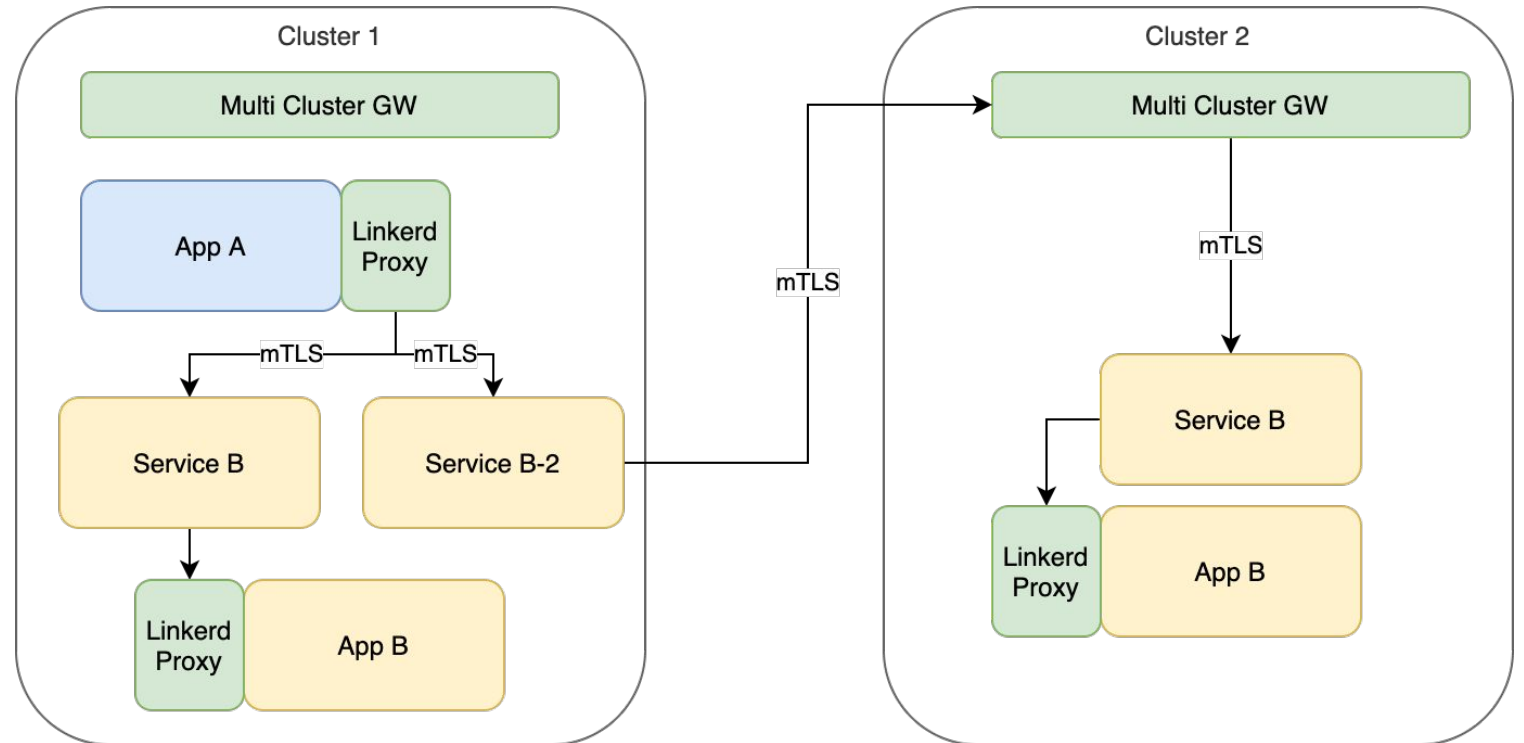 Cluster 1
Multi Cluster GW
App A
Linkerd
Proxy
mTLS
mTLS
Service B
Service B-2
Linkerd
Proxy
App B
mTLS
Cluster 2
Multi Cluster GW
mTLS
Service B
Linkerd
Proxy
App B